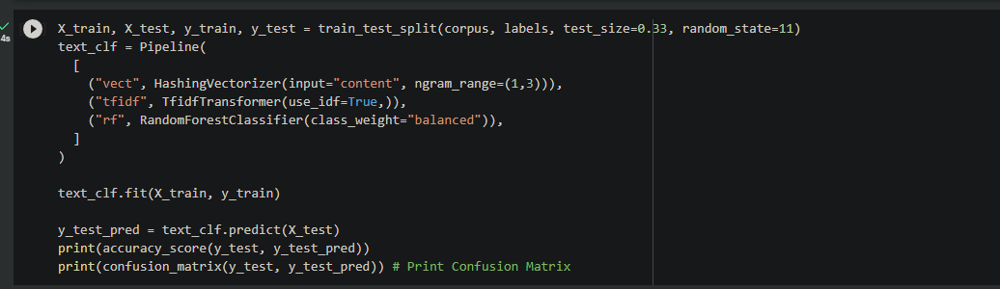 X_train, X_test, y_train, y_test = train_test_split(corpus, labels, test_size=0.33, random_state=11)
4s
text_clf = Pipeline(
  [
    ("vect", HashingVectorizer(input="content", ngram_range=(1,3))),
    ("tfidf", TfidfTransformer(use_idf=True,)),
    ("rf", RandomForestClassifier(class_weight="balanced")),
  ]
)
text_clf.fit(X_train, y_train)
y_test_pred = text_clf.predict(X_test)
print(accuracy_score(y_test, y_test_pred))
print(confusion_matrix(y_test, y_test_pred)) # Print Confusion Matrix